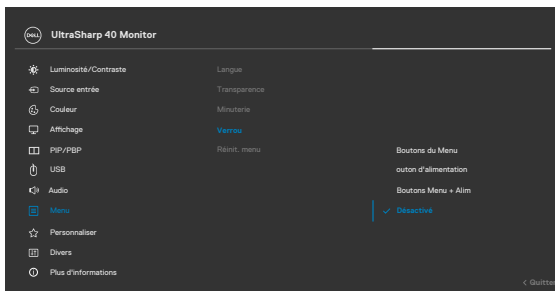 DELL UltraSharp 40 Monitor
Luminosité/Contraste Langue
Source entrée Transparence
Couleur Minuterie
Affichage Verrou
PIP/PBP Réinit. menu Boutons du Menu
USB outon d'alimentation
Audio Boutons Menu + Alim
Menu Désactivé
Personnaliser
Divers
Plus d'informations
< Quitter